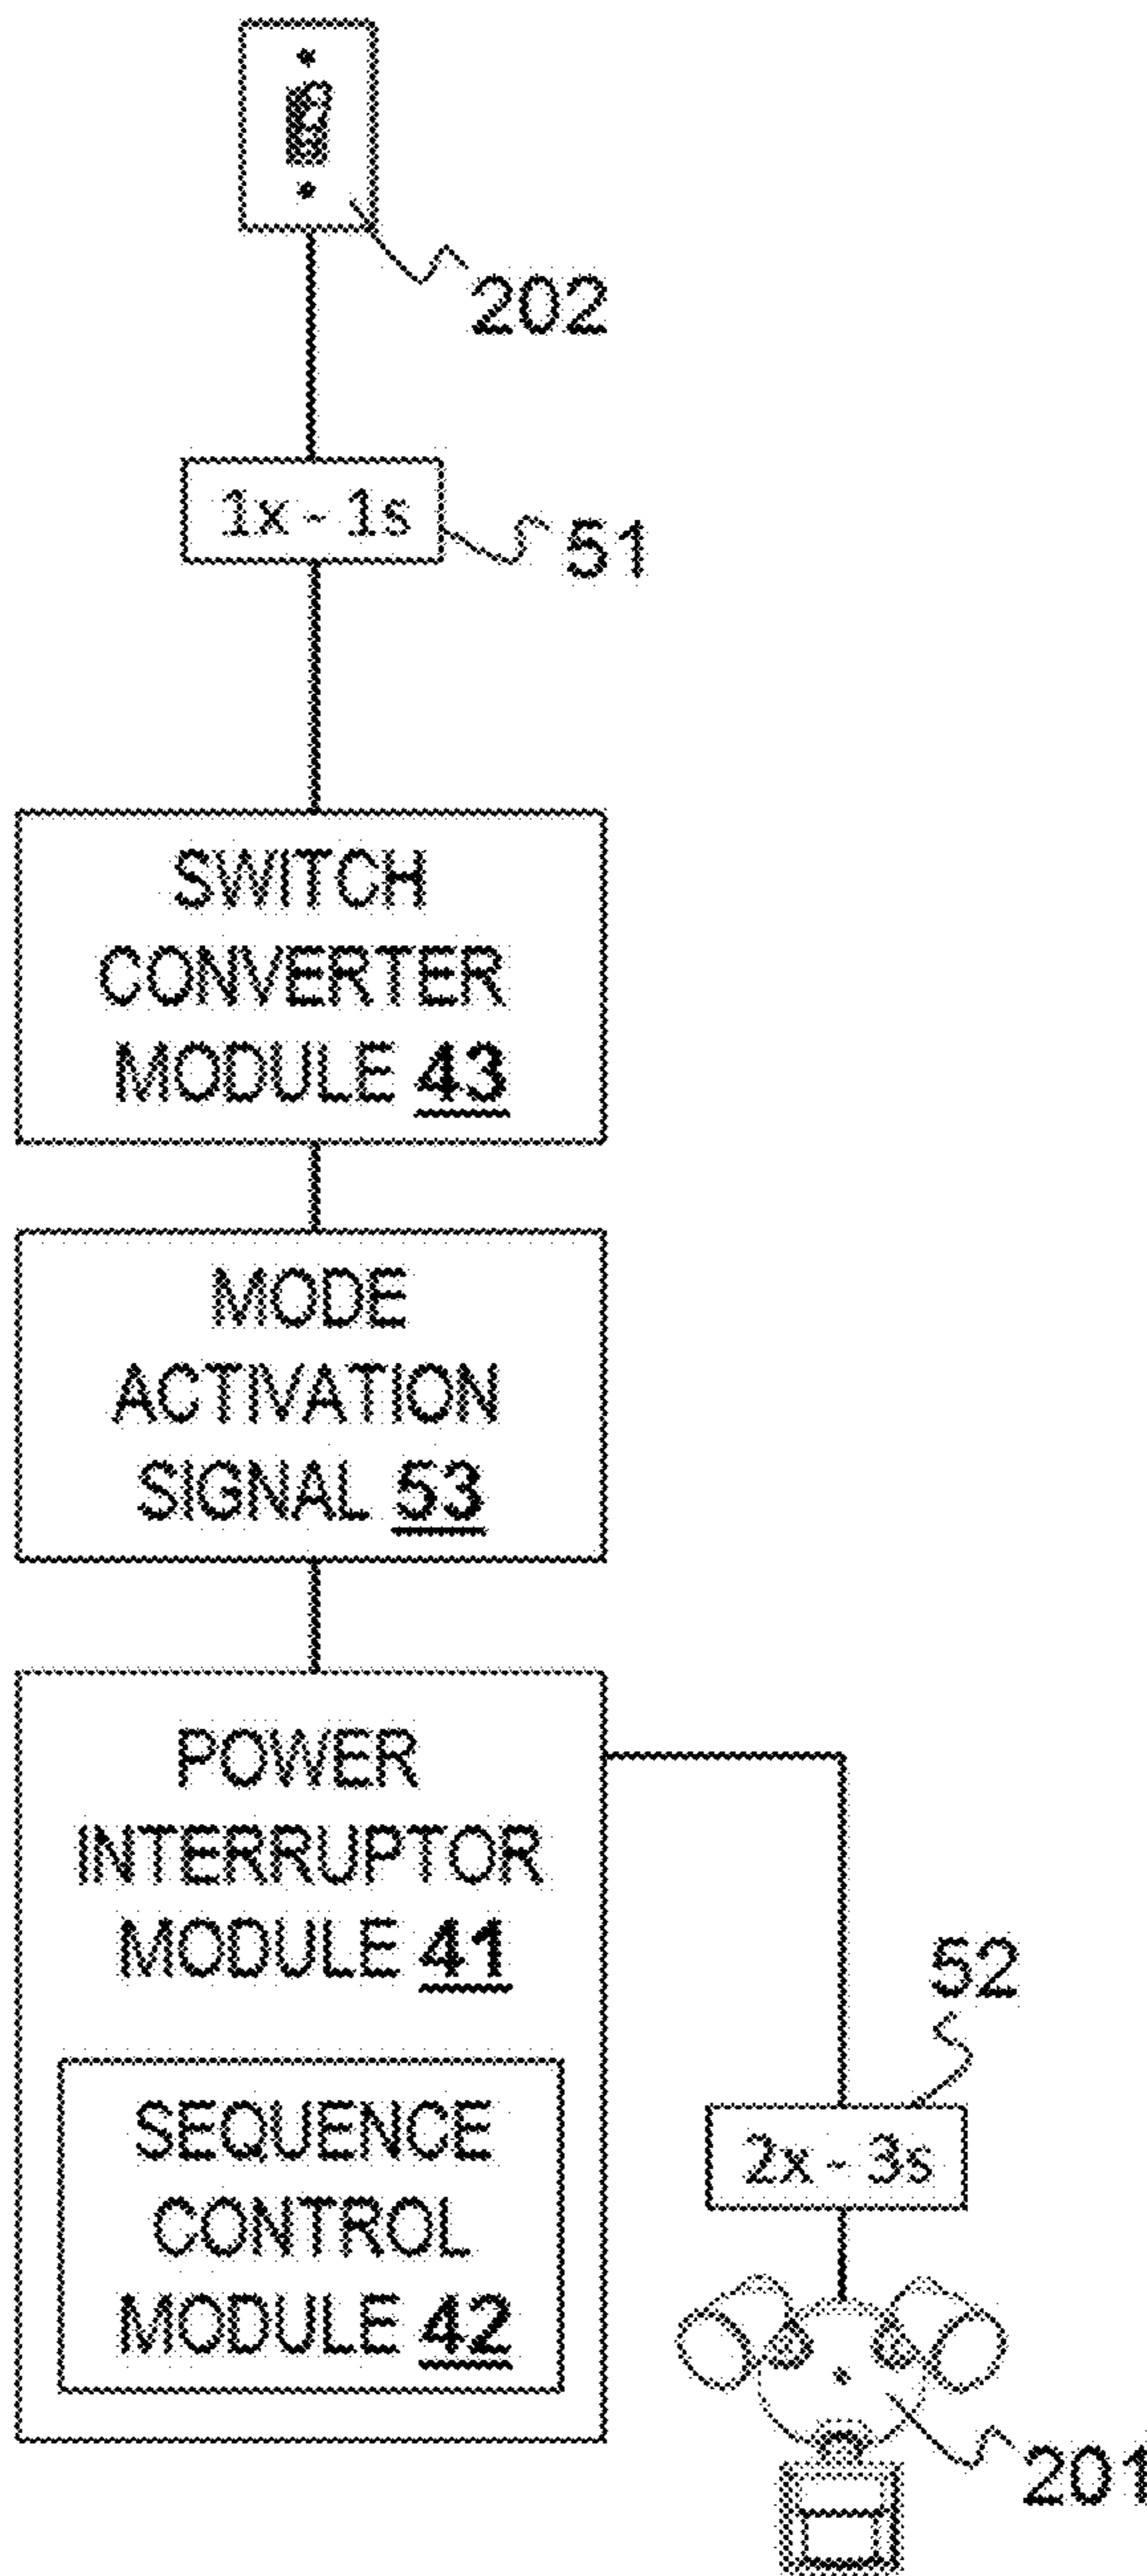 202
1x - 1s
51
SWITCH
CONVERTER
MODULE 43
MODE
ACTIVATION
SIGNAL 53
POWER
INTERRUPTOR
MODULE 41
52
SEQUENCE
CONTROL
MODULE 42
2x - 3s
201